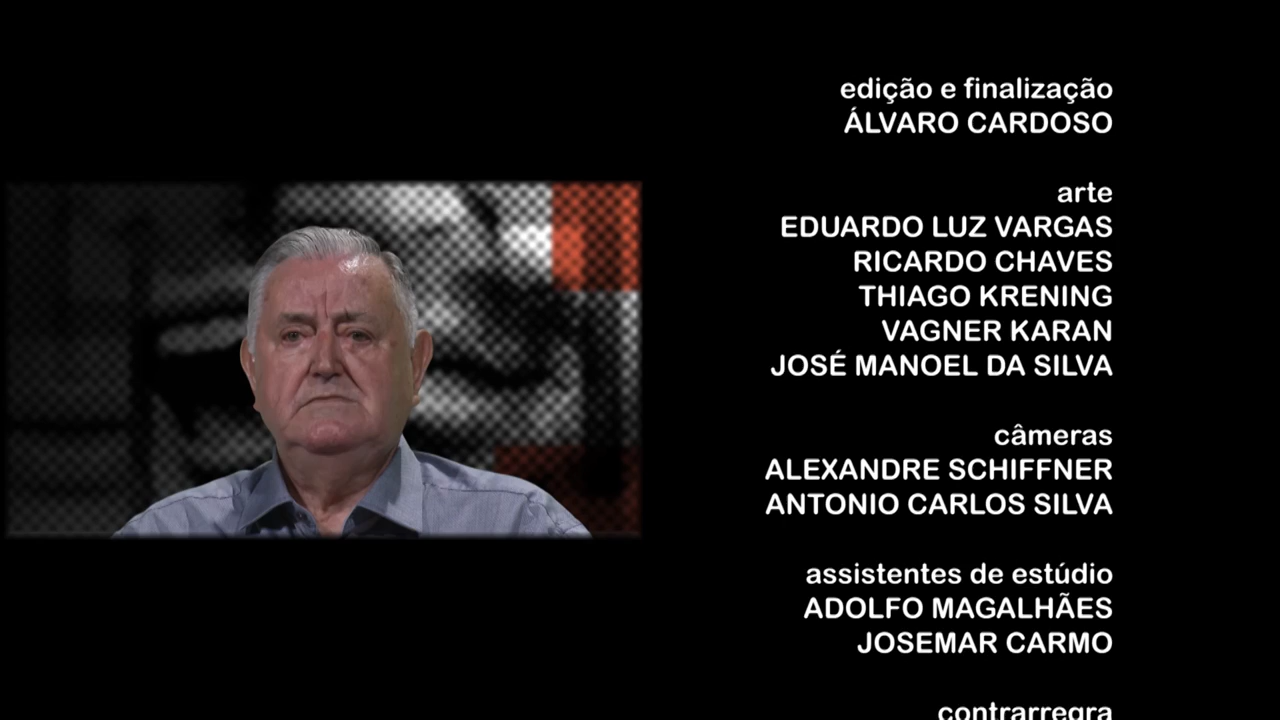 edição e finalização
ÁLVARO CARDOSO
arte
EDUARDO LUZ VARGAS
RICARDO CHAVES
THIAGO KRENING
VAGNER KARAN
JOSÉ MANOEL DA SILVA
câmeras
ALEXANDRE SCHIFFNER
ANTONIO CARLOS SILVA
assistentes de estúdio
ADOLFO MAGALHÃES
JOSEMAR CARMO
contrarregra